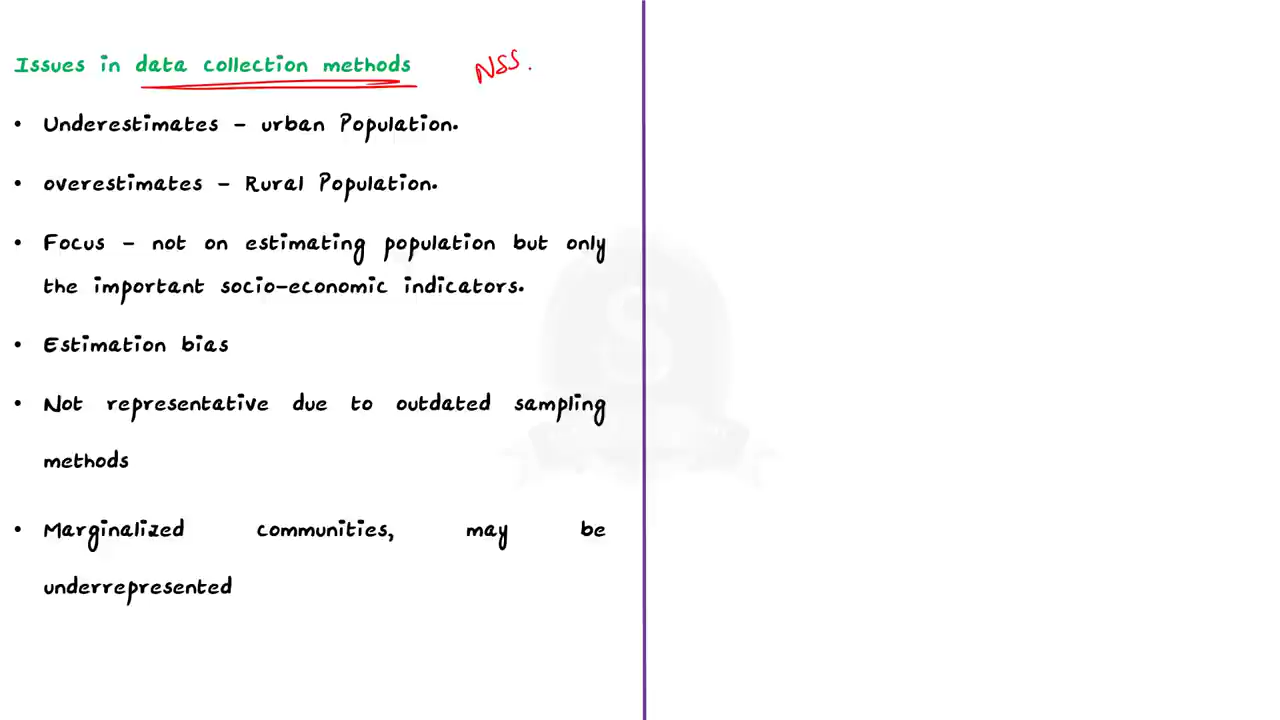 Issues in data collection methods NSS.
• Underestimates - urban Population.
• overestimates - Rural Population.
• Focus - not on estimating population but only
the important socio-economic indicators.
• Estimation bias
• Not representative due to outdated sampling
methods
• Marginalized communities, may be
underrepresented
S